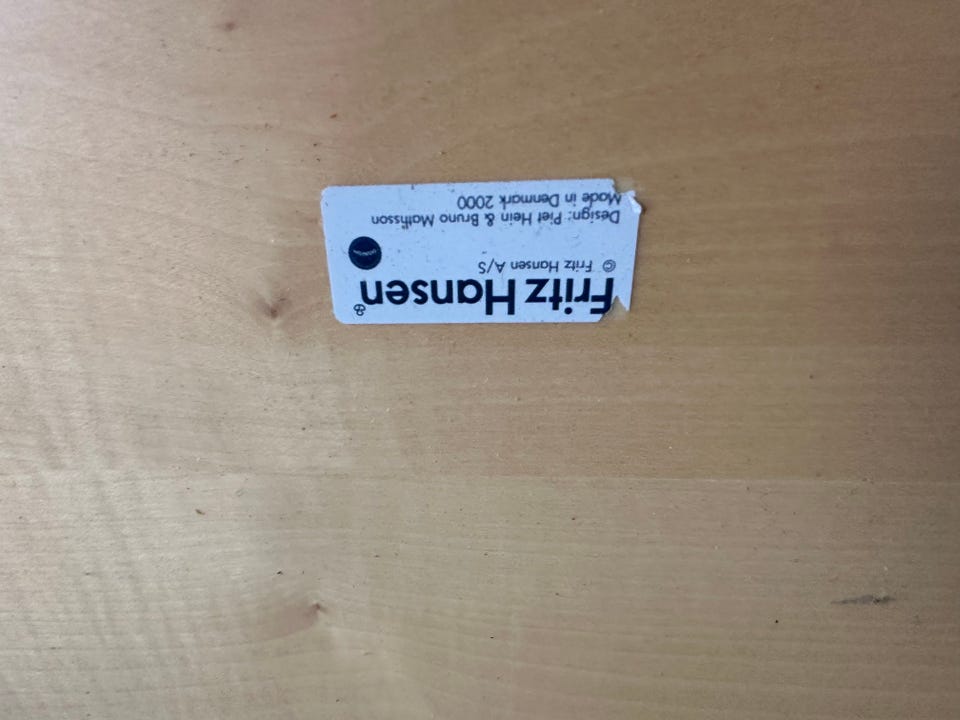 Fritz Hansen®
© Fritz Hansen A/S
Design: Piet Hein & Bruno Mathsson
Made in Denmark 2000